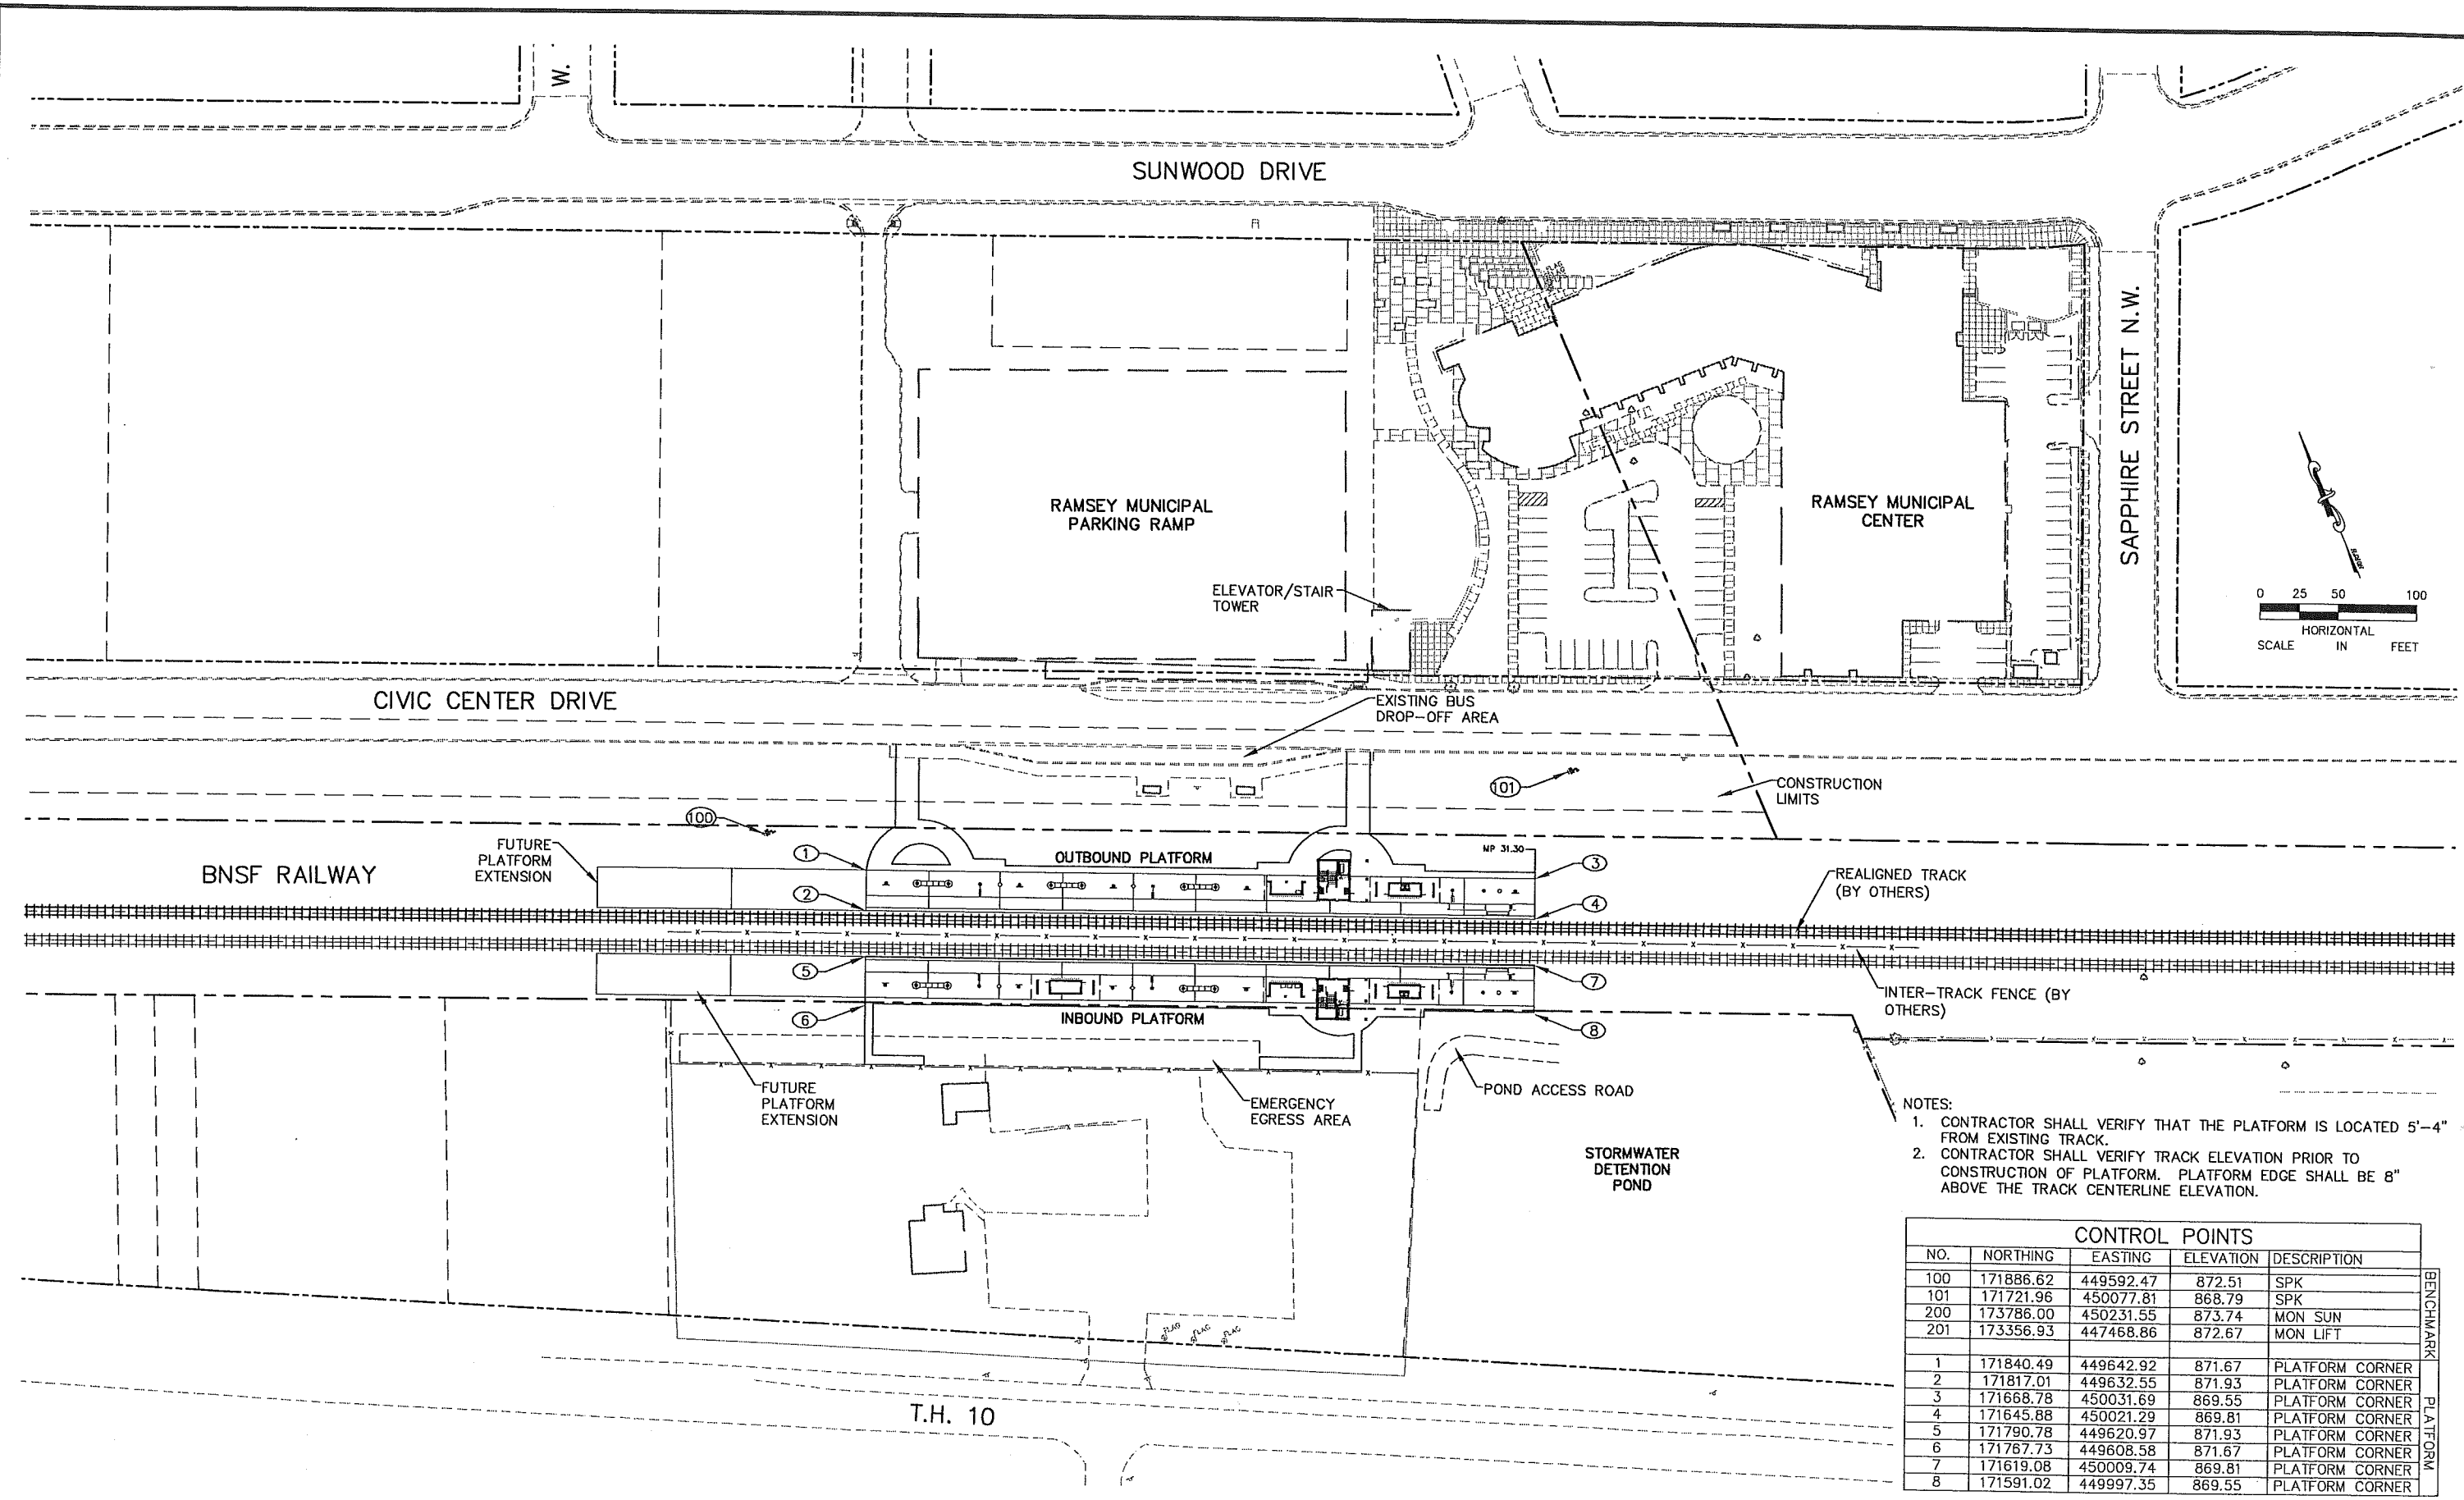 W.
SUNWOOD DRIVE
SAPPHIRE STREET N.W.
RAMSEY MUNICIPAL
PARKING RAMP
RAMSEY MUNICIPAL
CENTER
ELEVATOR/STAIR
TOWER
0 25 50 100
HORIZONTAL
SCALE IN FEET
CIVIC CENTER DRIVE
EXISTING BUS
DROP-OFF AREA
101
CONSTRUCTION
LIMITS
100
FUTURE
PLATFORM
EXTENSION
1
OUTBOUND PLATFORM
MP 31.30
3
BNSF RAILWAY
REALIGNED TRACK
(BY OTHERS)
2
4
5
7
INTER-TRACK FENCE (BY
OTHERS)
6
INBOUND PLATFORM
8
FUTURE
PLATFORM
EXTENSION
EMERGENCY
EGRESS AREA
POND ACCESS ROAD
STORMWATER
DETENTION
POND
FLAG FLAG FLAG
T.H. 10
NOTES:
1. CONTRACTOR SHALL VERIFY THAT THE PLATFORM IS LOCATED 5'-4"
FROM EXISTING TRACK.
2. CONTRACTOR SHALL VERIFY TRACK ELEVATION PRIOR TO
CONSTRUCTION OF PLATFORM. PLATFORM EDGE SHALL BE 8"
ABOVE THE TRACK CENTERLINE ELEVATION.
CONTROL POINTS
NO. NORTHING EASTING ELEVATION DESCRIPTION
100 171886.62 449592.47 872.51 SPK
101 171721.96 450077.81 868.79 SPK
200 173786.00 450231.55 873.74 MON SUN
201 173356.93 447468.86 872.67 MON LIFT
BENCHMARK
1 171840.49 449642.92 871.67 PLATFORM CORNER
2 171817.01 449632.55 871.93 PLATFORM CORNER
3 171668.78 450031.69 869.55 PLATFORM CORNER
4 171645.88 450021.29 869.81 PLATFORM CORNER
5 171790.78 449620.97 871.93 PLATFORM CORNER
6 171767.73 449608.58 871.67 PLATFORM CORNER
7 171619.08 450009.74 869.81 PLATFORM CORNER
8 171591.02 449997.35 869.55 PLATFORM CORNER
PLATFORM